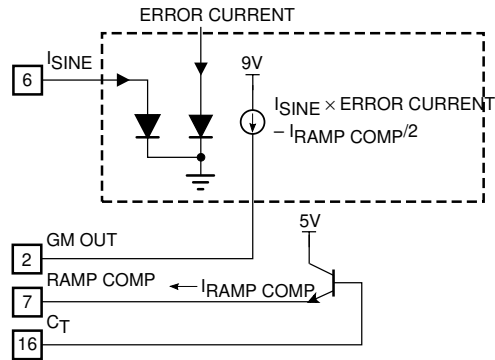 ERROR CURRENT
6 ISINE
9V
ISINE × ERROR CURRENT
– IRAMP COMP/2
GM OUT
2
5V
RAMP COMP
IRAMP COMP
7
CT
16